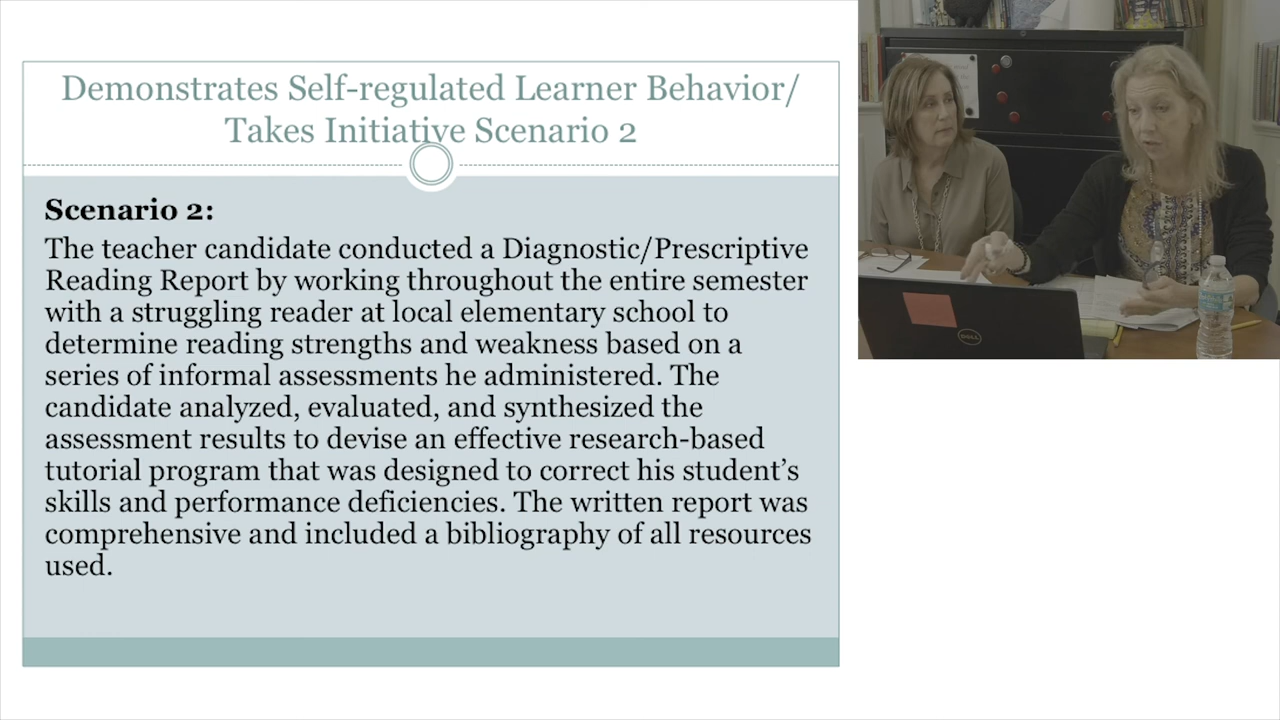 Demonstrates Self-regulated Learner Behavior/
Takes Initiative Scenario 2
Scenario 2:
The teacher candidate conducted a Diagnostic/Prescriptive
Reading Report by working throughout the entire semester
with a struggling reader at local elementary school to
determine reading strengths and weakness based on a
series of informal assessments he administered. The
candidate analyzed, evaluated, and synthesized the
assessment results to devise an effective research-based
tutorial program that was designed to correct his student’s
skills and performance deficiencies. The written report was
comprehensive and included a bibliography of all resources
used.
DELL